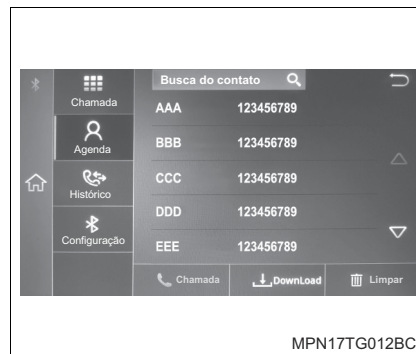 Busca do contato
Chamada
AAA 123456789
Agenda
BBB 123456789
CCC 123456789
Histórico
DDD 123456789
Configuração
EEE 123456789
Chamada DownLoad Limpar
MPN17TG012BC